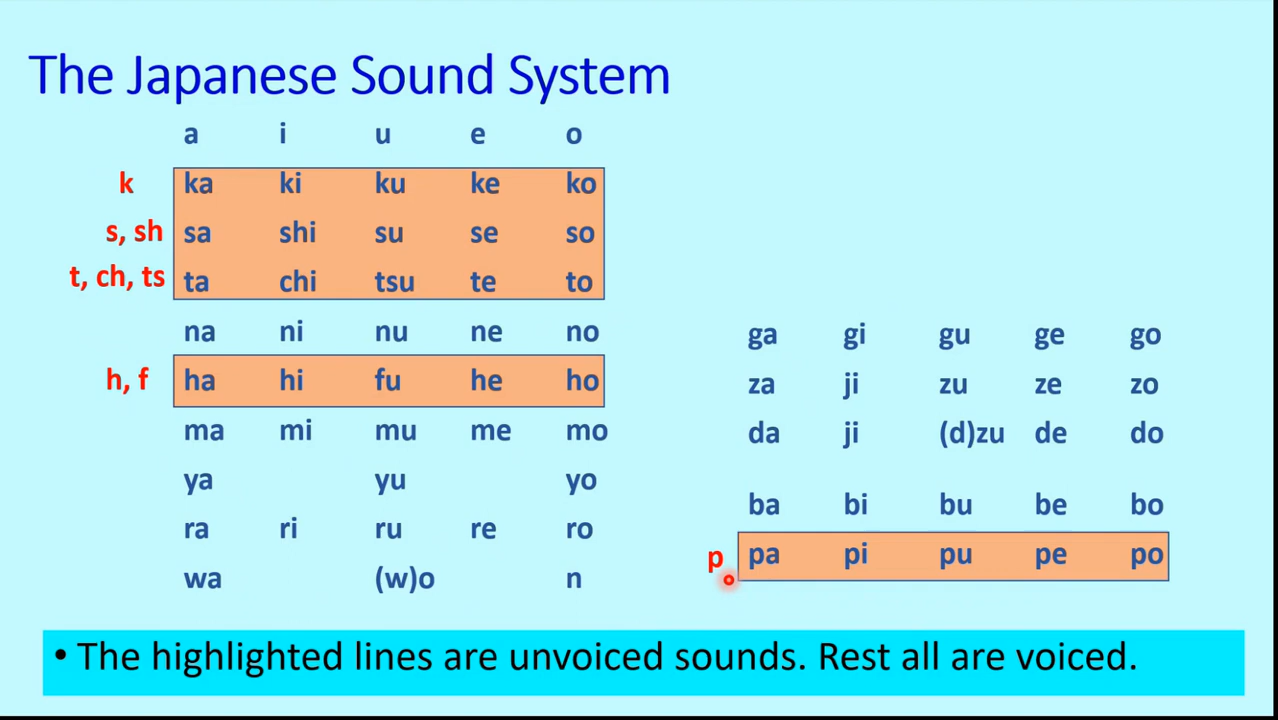 The Japanese Sound System
a i u e o
k ka ki ku ke ko
s, sh sa shi su se so
t, ch, ts ta chi tsu te to
na ni nu ne no
h, f ha hi fu he ho
ma mi mu me mo
ya yu yo
ra ri ru re ro
wa (w)o n
ga gi gu ge go
za ji zu ze zo
da ji (d)zu de do
ba bi bu be bo
p pa pi pu pe po
• The highlighted lines are unvoiced sounds. Rest all are voiced.